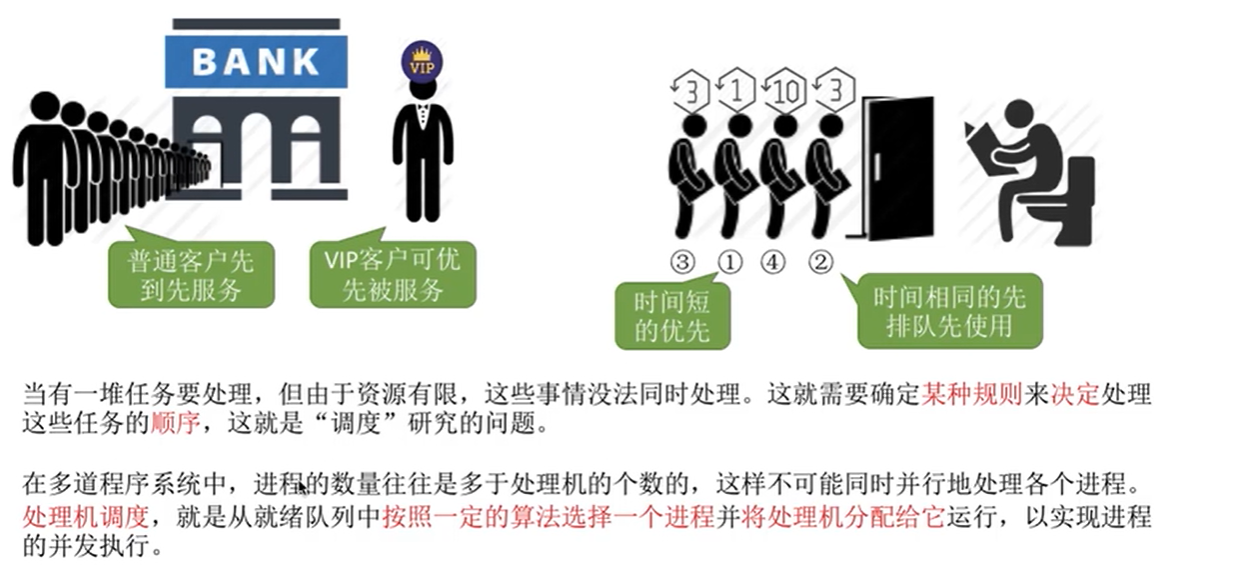 BANK
VIP
普通客户先
到先服务
VIP客户可优
先被服务
3 1 10 3
③ ① ④ ②
时间短
的优先
时间相同的先
排队先使用
当有一堆任务要处理，但由于资源有限，这些事情没法同时处理。这就需要确定某种规则来决定处理
这些任务的顺序，这就是“调度”研究的问题。
在多道程序系统中，进程的数量往往是多于处理机的个数的，这样不可能同时并行地处理各个进程。
处理机调度，就是从就绪队列中按照一定的算法选择一个进程并将处理机分配给它运行，以实现进程
的并发执行。